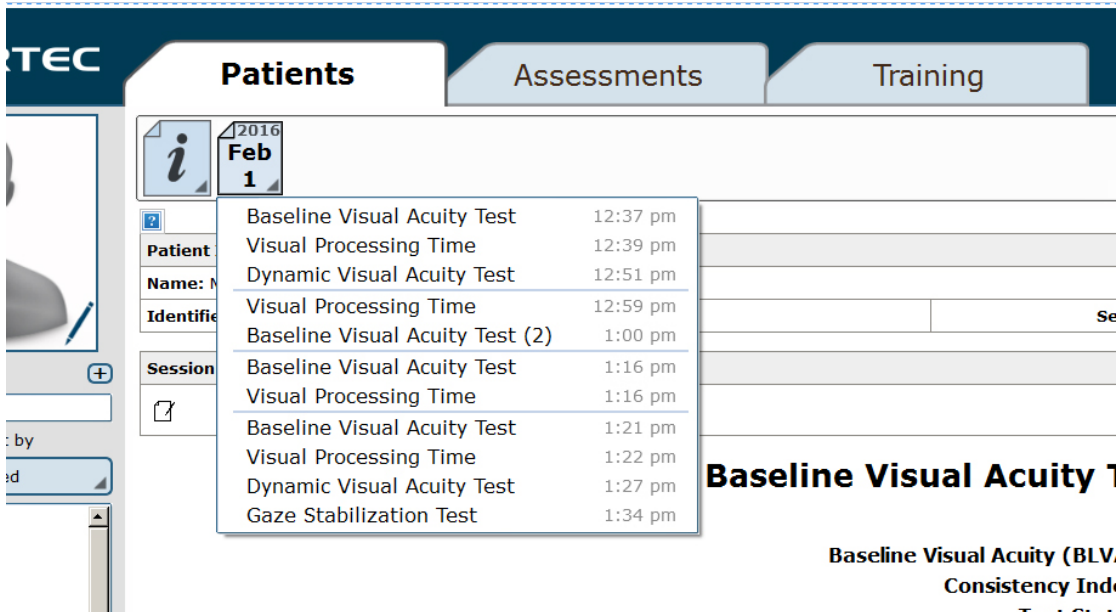 RTEC
Patients
Assessments
Training
i
2016
Feb
1
Baseline Visual Acuity Test 12:37 pm
Visual Processing Time 12:39 pm
Dynamic Visual Acuity Test 12:51 pm
Visual Processing Time 12:59 pm
Baseline Visual Acuity Test (2) 1:00 pm
Baseline Visual Acuity Test 1:16 pm
Visual Processing Time 1:16 pm
Baseline Visual Acuity Test 1:21 pm
Visual Processing Time 1:22 pm
Dynamic Visual Acuity Test 1:27 pm
Gaze Stabilization Test 1:34 pm
?
Patient
Name:
Identifie
Se
Session
t by
ed
Baseline Visual Acuity T
Baseline Visual Acuity (BLVA
Consistency Inde